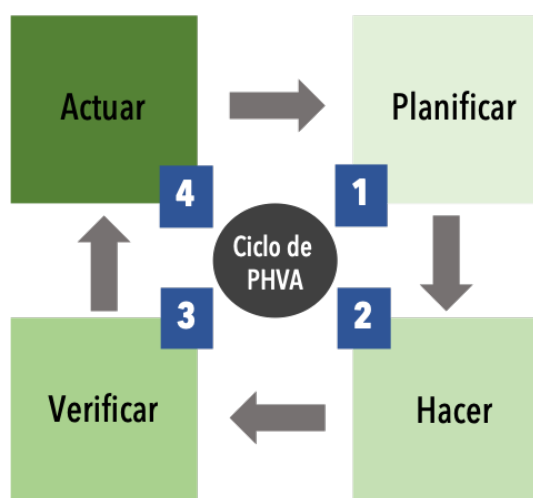 Actuar
Planificar
4
1
Ciclo de
PHVA
3
2
Verificar
Hacer